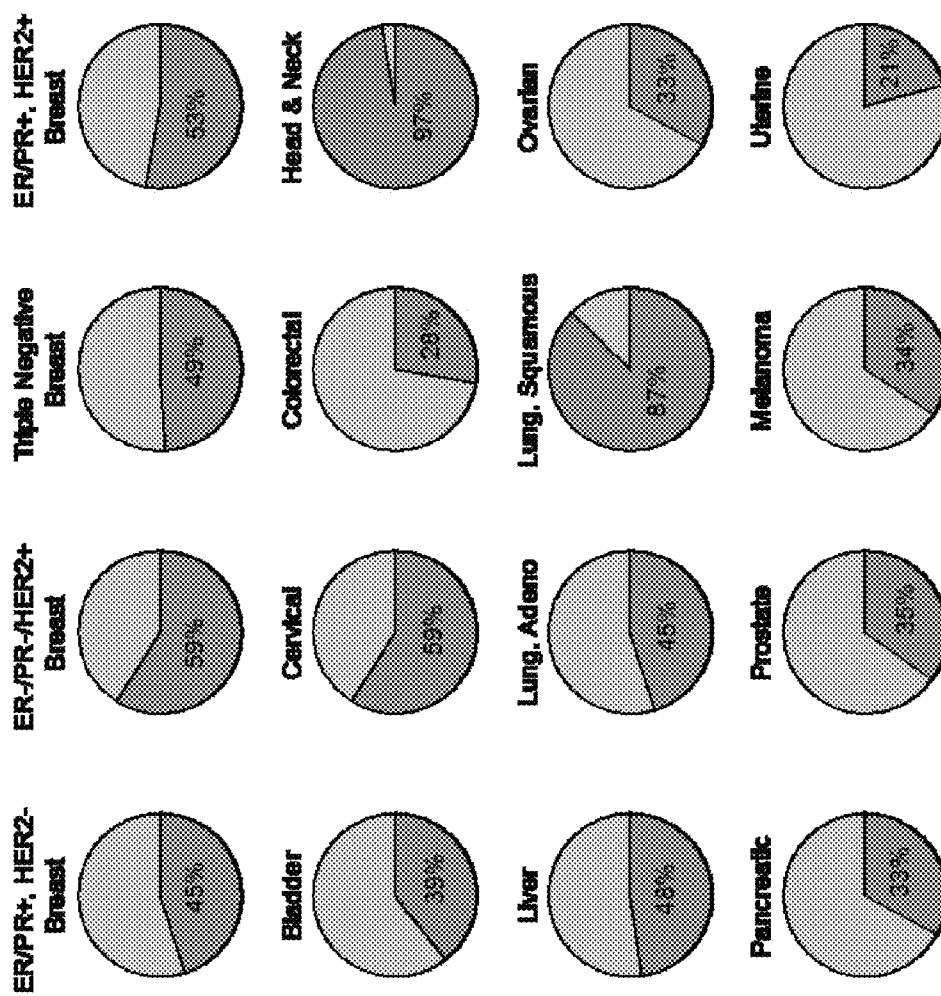 ER/PR+, HER2-
Breast
45%
ER-/PR-/HER2+
Breast
59%
Triple Negative
Breast
49%
ER/PR+, HER2+
Breast
53%
Bladder
39%
Cervical
59%
Colorectal
28%
Head & Neck
97%
Liver
48%
Lung, Adeno
45%
Lung, Squamous
87%
Ovarian
33%
Pancreatic
33%
Prostate
35%
Melanoma
34%
Uterine
21%